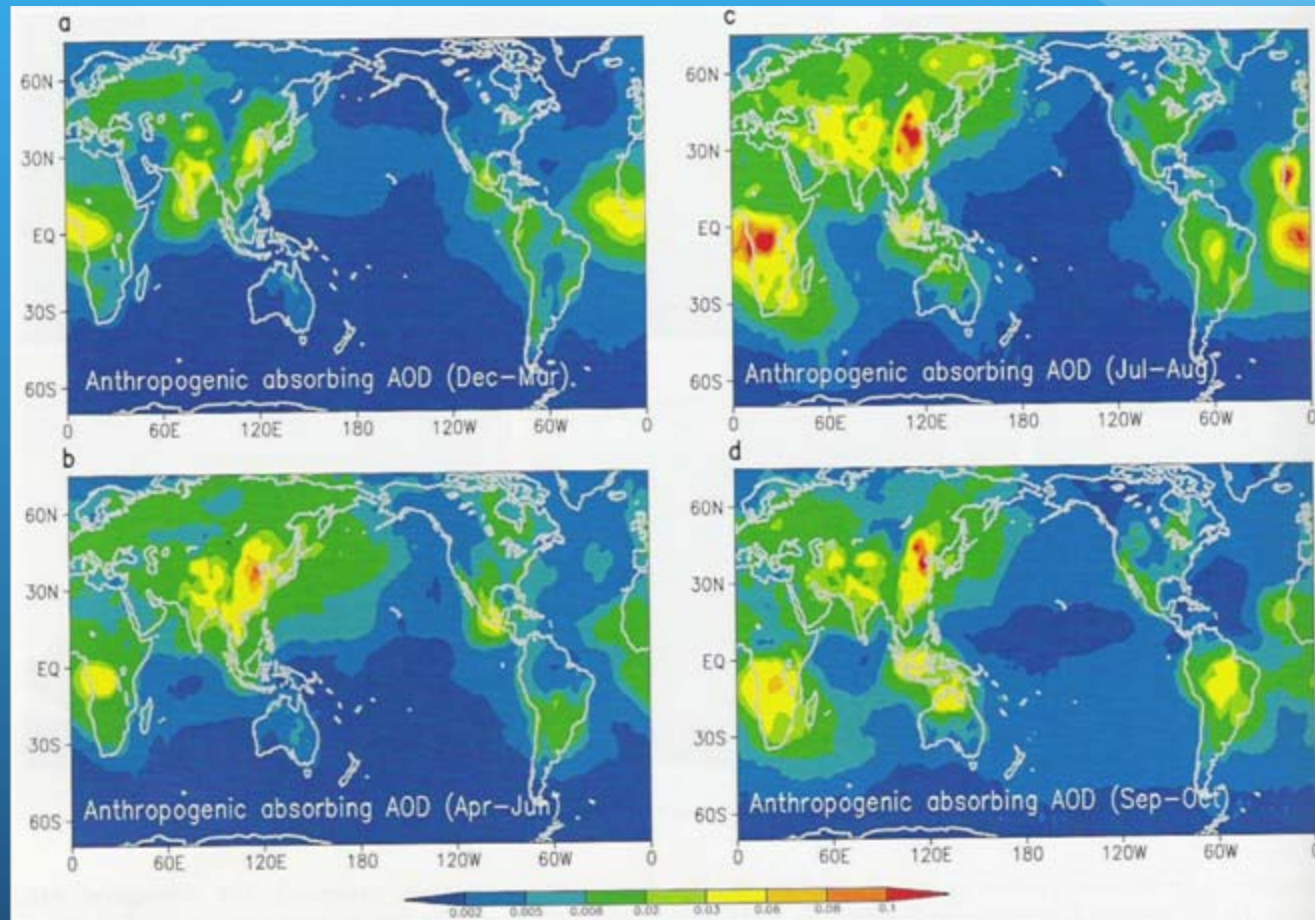 a
60N
30N
EQ
30S
60S
Anthropogenic absorbing AOD (Dec-Mar)
0 60E 120E 180 120W 60W 0
b
60N
30N
EQ
30S
60S
Anthropogenic absorbing AOD (Apr-Jun)
0 60E 120E 180 120W 60W 0
c
60N
30N
EQ
30S
60S
Anthropogenic absorbing AOD (Jul-Aug)
0 60E 120E 180 120W 60W 0
d
60N
30N
EQ
30S
60S
Anthropogenic absorbing AOD (Sep-Oct)
0 60E 120E 180 120W 60W 0
0.002 0.005 0.008 0.02 0.03 0.06 0.08 0.1